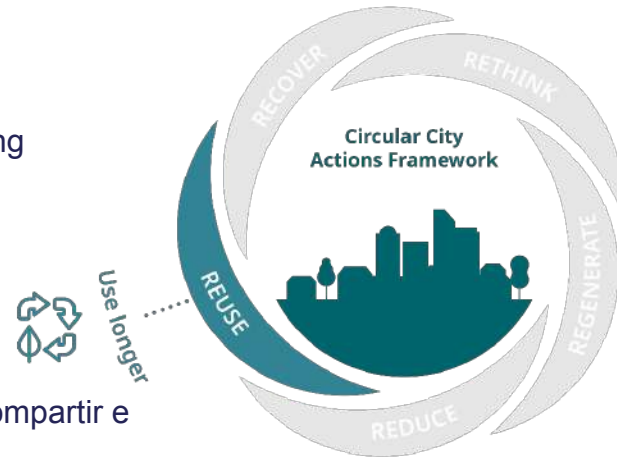 RECOVER
RETHINK
ng
Circular City
Actions Framework
REGENERATE
Use longer
REUSE
ompartir e
REDUCE